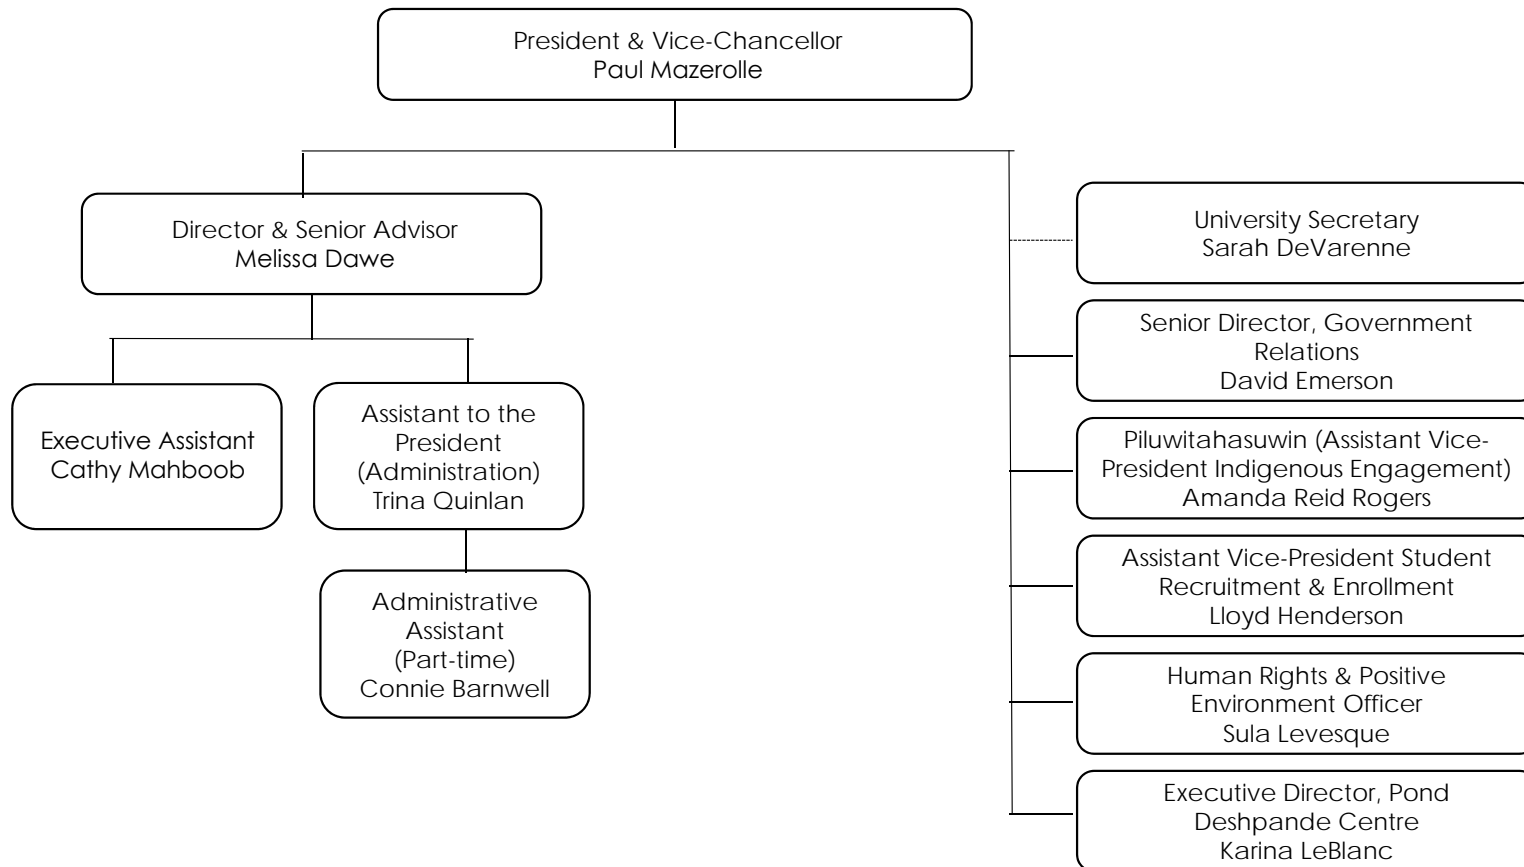 President & Vice-Chancellor
Paul Mazerolle
Director & Senior Advisor
Melissa Dawe
Executive Assistant
Cathy Mahboob
Assistant to the
President
(Administration)
Trina Quinlan
Administrative
Assistant
(Part-time)
Connie Barnwell
University Secretary
Sarah DeVarenne
Senior Director, Government
Relations
David Emerson
Piluwitahasuwin (Assistant Vice-
President Indigenous Engagement)
Amanda Reid Rogers
Assistant Vice-President Student
Recruitment & Enrollment
Lloyd Henderson
Human Rights & Positive
Environment Officer
Sula Levesque
Executive Director, Pond
Deshpande Centre
Karina LeBlanc